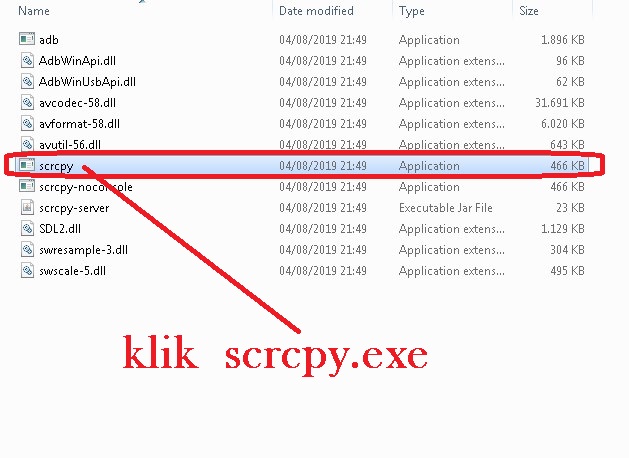 Name Date modified Type Size
adb 04/08/2019 21:49 Application 1.896 KB
AdbWinApi.dll 04/08/2019 21:49 Application extens... 96 KB
AdbWinUsbApi.dll 04/08/2019 21:49 Application extens... 62 KB
avcodec-58.dll 04/08/2019 21:49 Application extens... 31.691 KB
avformat-58.dll 04/08/2019 21:49 Application extens... 6.020 KB
avutil-56.dll 04/08/2019 21:49 Application extens... 643 KB
scrcpy 04/08/2019 21:49 Application 466 KB
scrcpy-noconsole 04/08/2019 21:49 Application 466 KB
scrcpy-server 04/08/2019 21:49 Executable Jar File 23 KB
SDL2.dll 04/08/2019 21:49 Application extens... 1.129 KB
swresample-3.dll 04/08/2019 21:49 Application extens... 304 KB
swscale-5.dll 04/08/2019 21:49 Application extens... 495 KB
klik scrcpy.exe